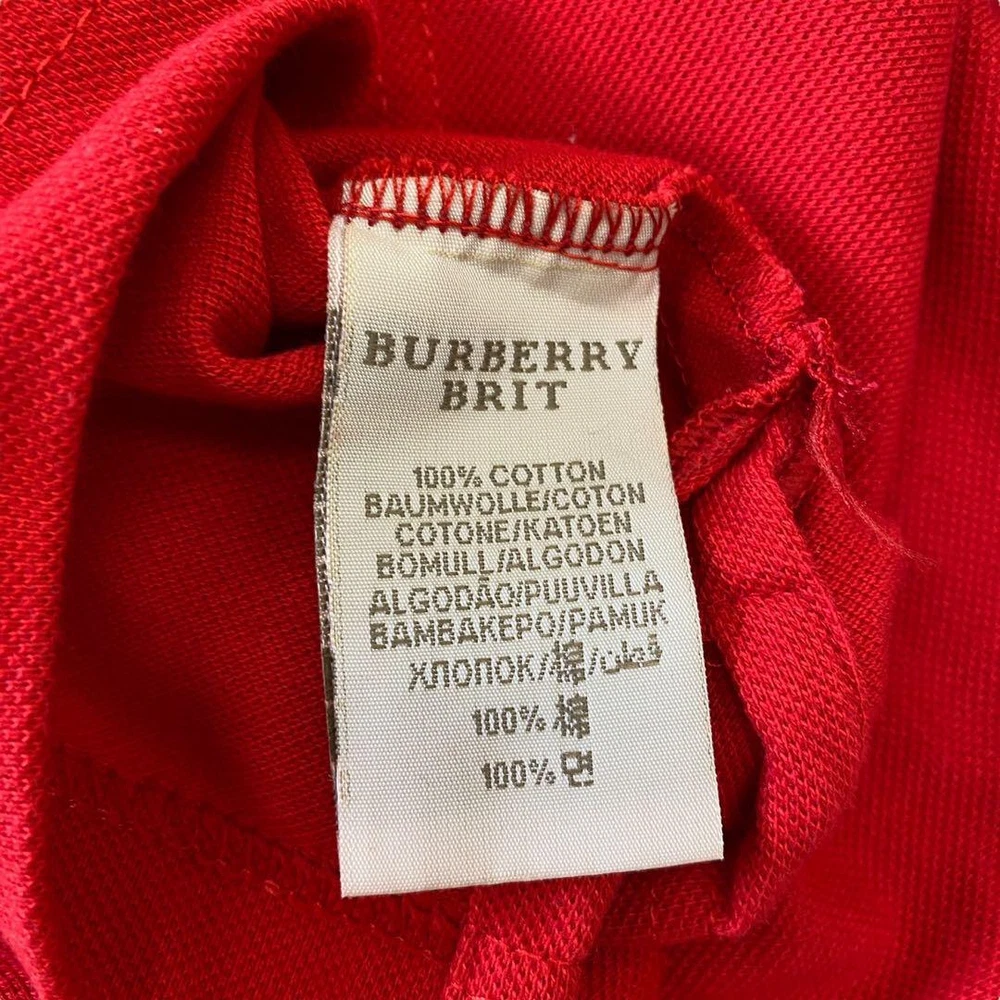 BURBERRY
BRIT
100% COTTON
BAUMWOLLE/COTON
COTONE/KATOEN
BOMULL/ALGODON
ALGODÃO/PUUVILLA
BAMBAKEPO/PAMUK
ХЛОПОК/棉/قطن
100% 棉
100% 면